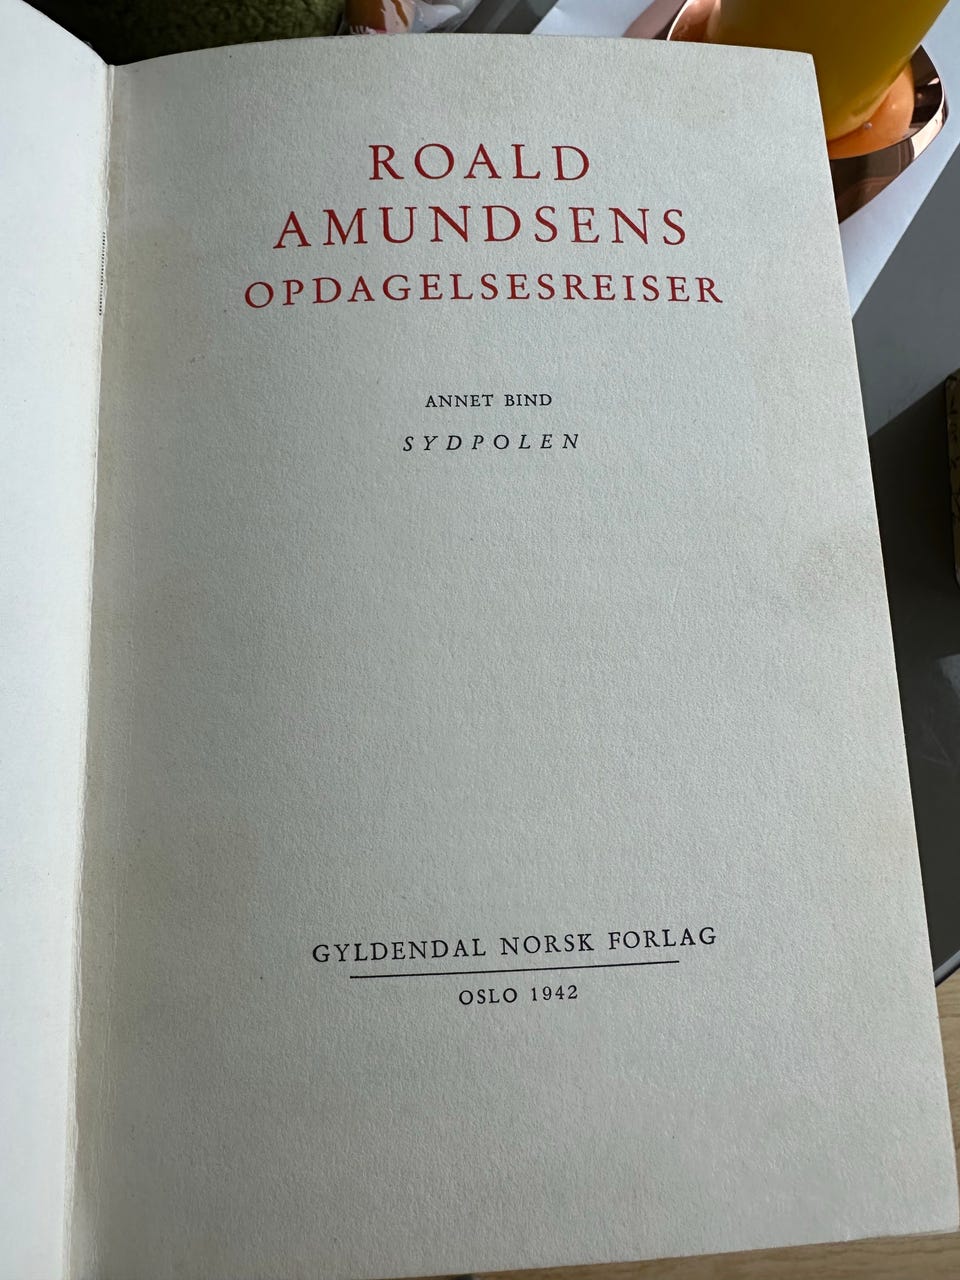 ROALD
AMUNDSENS
OPDAGELSESREISER
ANNET BIND
SYDPOLEN
GYLDENDAL NORSK FORLAG
OSLO 1942